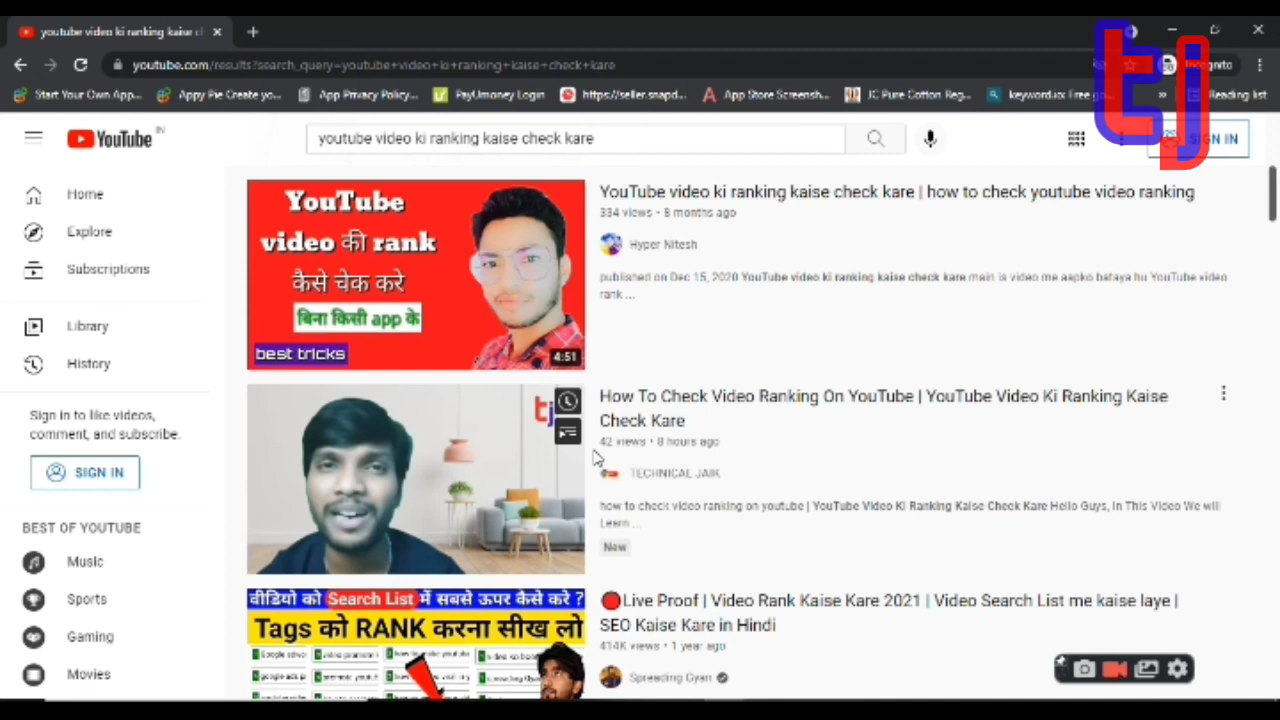 youtube video ki ranking kaise ch
youtube.com/results?search_query=youtube+video+ki+ranking+kaise+check+kare
Incognito
Start Your Own App...
Appy Pie Create yo...
App Privacy Policy...
PayUmoney Login
https://seller.snapd...
App Store Screensh...
JC Pure Cotton Reg...
Reading list
tj
YouTube IN
youtube video ki ranking kaise check kare
SIGN IN
Home
Explore
Subscriptions
Library
History
Sign in to like videos,
comment, and subscribe.
SIGN IN
BEST OF YOUTUBE
Music
Sports
Gaming
Movies
YouTube
video की rank
कैसे चेक करे
बिना किसी app के
best tricks
4:51
YouTube video ki ranking kaise check kare | how to check youtube video ranking
334 views • 8 months ago
Hyper Nitesh
published on Dec 15, 2020 YouTube video ki ranking kaise check kare main is video me aapko bataya hu YouTube video
rank ...
tj
How To Check Video Ranking On YouTube | YouTube Video Ki Ranking Kaise
Check Kare
42 views • 8 hours ago
TECHNICAL JAIK
how to check video ranking on youtube | YouTube Video Ki Ranking Kaise Check Kare Hello Guys, In This Video We will
Learn ...
New
वीडियो को Search List में सबसे ऊपर कैसे करे ?
Tags को RANK करना सीख लो
🔴Live Proof | Video Rank Kaise Kare 2021 | Video Search List me kaise laye |
SEO Kaise Kare in Hindi
414K views • 1 year ago
Spreading Gyan